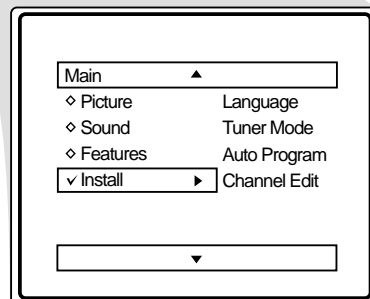 Main ▲
◇ Picture Language
◇ Sound Tuner Mode
◇ Features Auto Program
✓ Install ▶ Channel Edit
▼